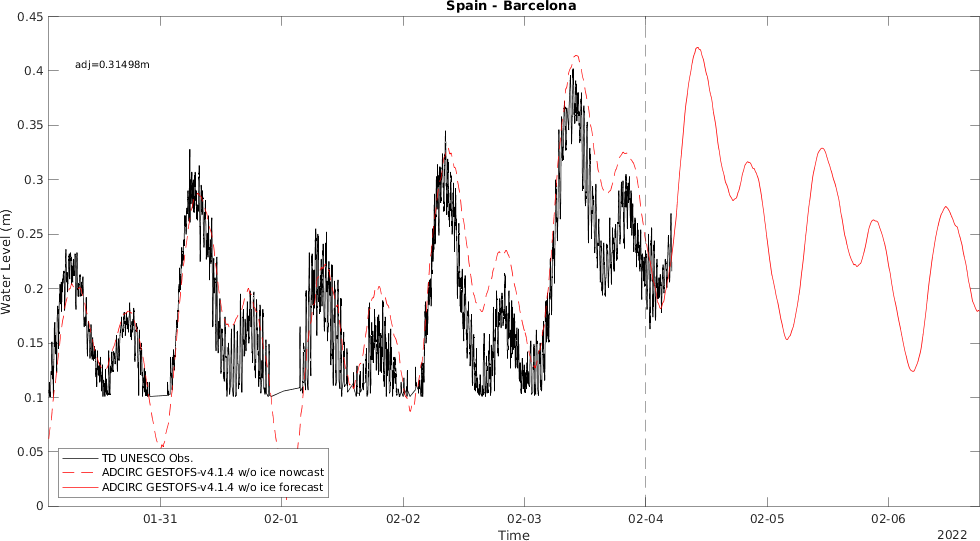 Spain - Barcelona
0.45
adj=0.31498m
0.4
0.35
0.3
0.25
0.2
0.15
0.1
0.05
0
Water Level (m)
TD UNESCO Obs.
ADCIRC GESTOFS-v4.1.4 w/o ice nowcast
ADCIRC GESTOFS-v4.1.4 w/o ice forecast
01-31 02-01 02-02 02-03 02-04 02-05 02-06
Time
2022